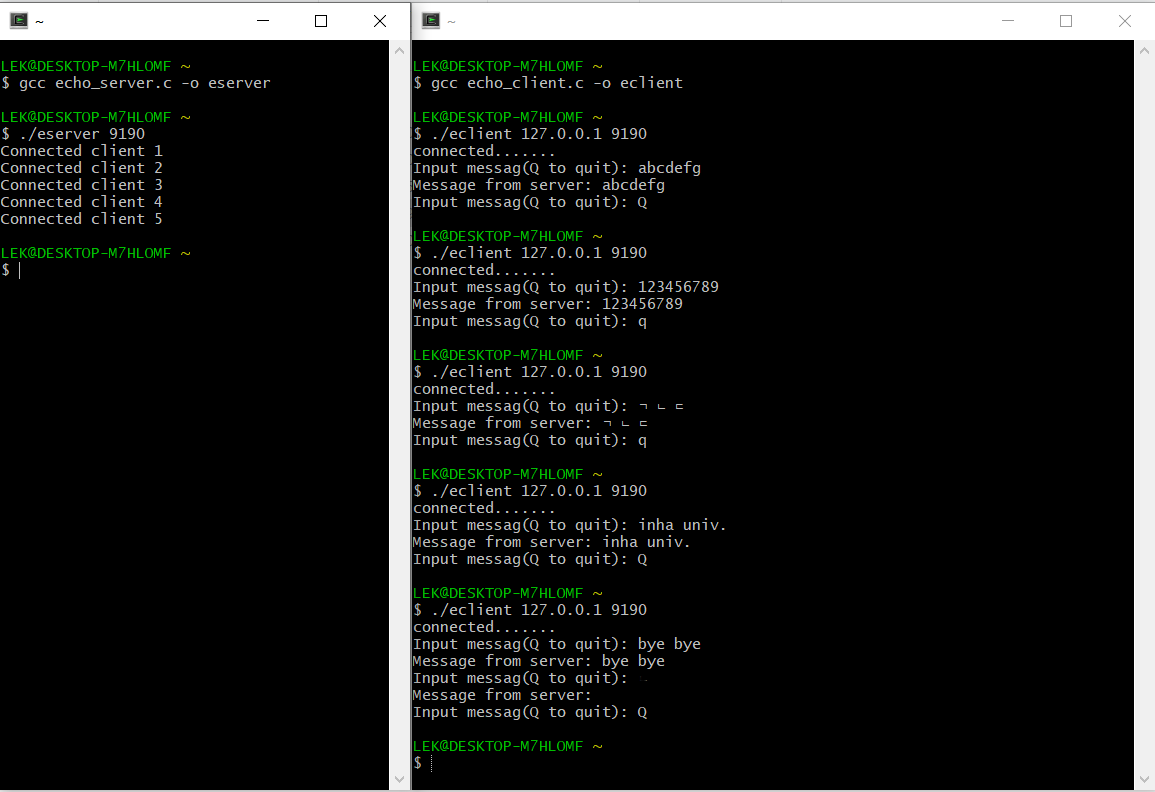 ~
LEK@DESKTOP-M7HLOMF ~
$ gcc echo_server.c -o eserver
LEK@DESKTOP-M7HLOMF ~
$ ./eserver 9190
Connected client 1
Connected client 2
Connected client 3
Connected client 4
Connected client 5
LEK@DESKTOP-M7HLOMF ~
$
~
LEK@DESKTOP-M7HLOMF ~
$ gcc echo_client.c -o eclient
LEK@DESKTOP-M7HLOMF ~
$ ./eclient 127.0.0.1 9190
connected.......
Input messag(Q to quit): abcdefg
Message from server: abcdefg
Input messag(Q to quit): Q
LEK@DESKTOP-M7HLOMF ~
$ ./eclient 127.0.0.1 9190
connected.......
Input messag(Q to quit): 123456789
Message from server: 123456789
Input messag(Q to quit): q
LEK@DESKTOP-M7HLOMF ~
$ ./eclient 127.0.0.1 9190
connected.......
Input messag(Q to quit): ㄱㄴㄷ
Message from server: ㄱㄴㄷ
Input messag(Q to quit): q
LEK@DESKTOP-M7HLOMF ~
$ ./eclient 127.0.0.1 9190
connected.......
Input messag(Q to quit): inha univ.
Message from server: inha univ.
Input messag(Q to quit): Q
LEK@DESKTOP-M7HLOMF ~
$ ./eclient 127.0.0.1 9190
connected.......
Input messag(Q to quit): bye bye
Message from server: bye bye
Input messag(Q to quit):
Message from server:
Input messag(Q to quit): Q
LEK@DESKTOP-M7HLOMF ~
$